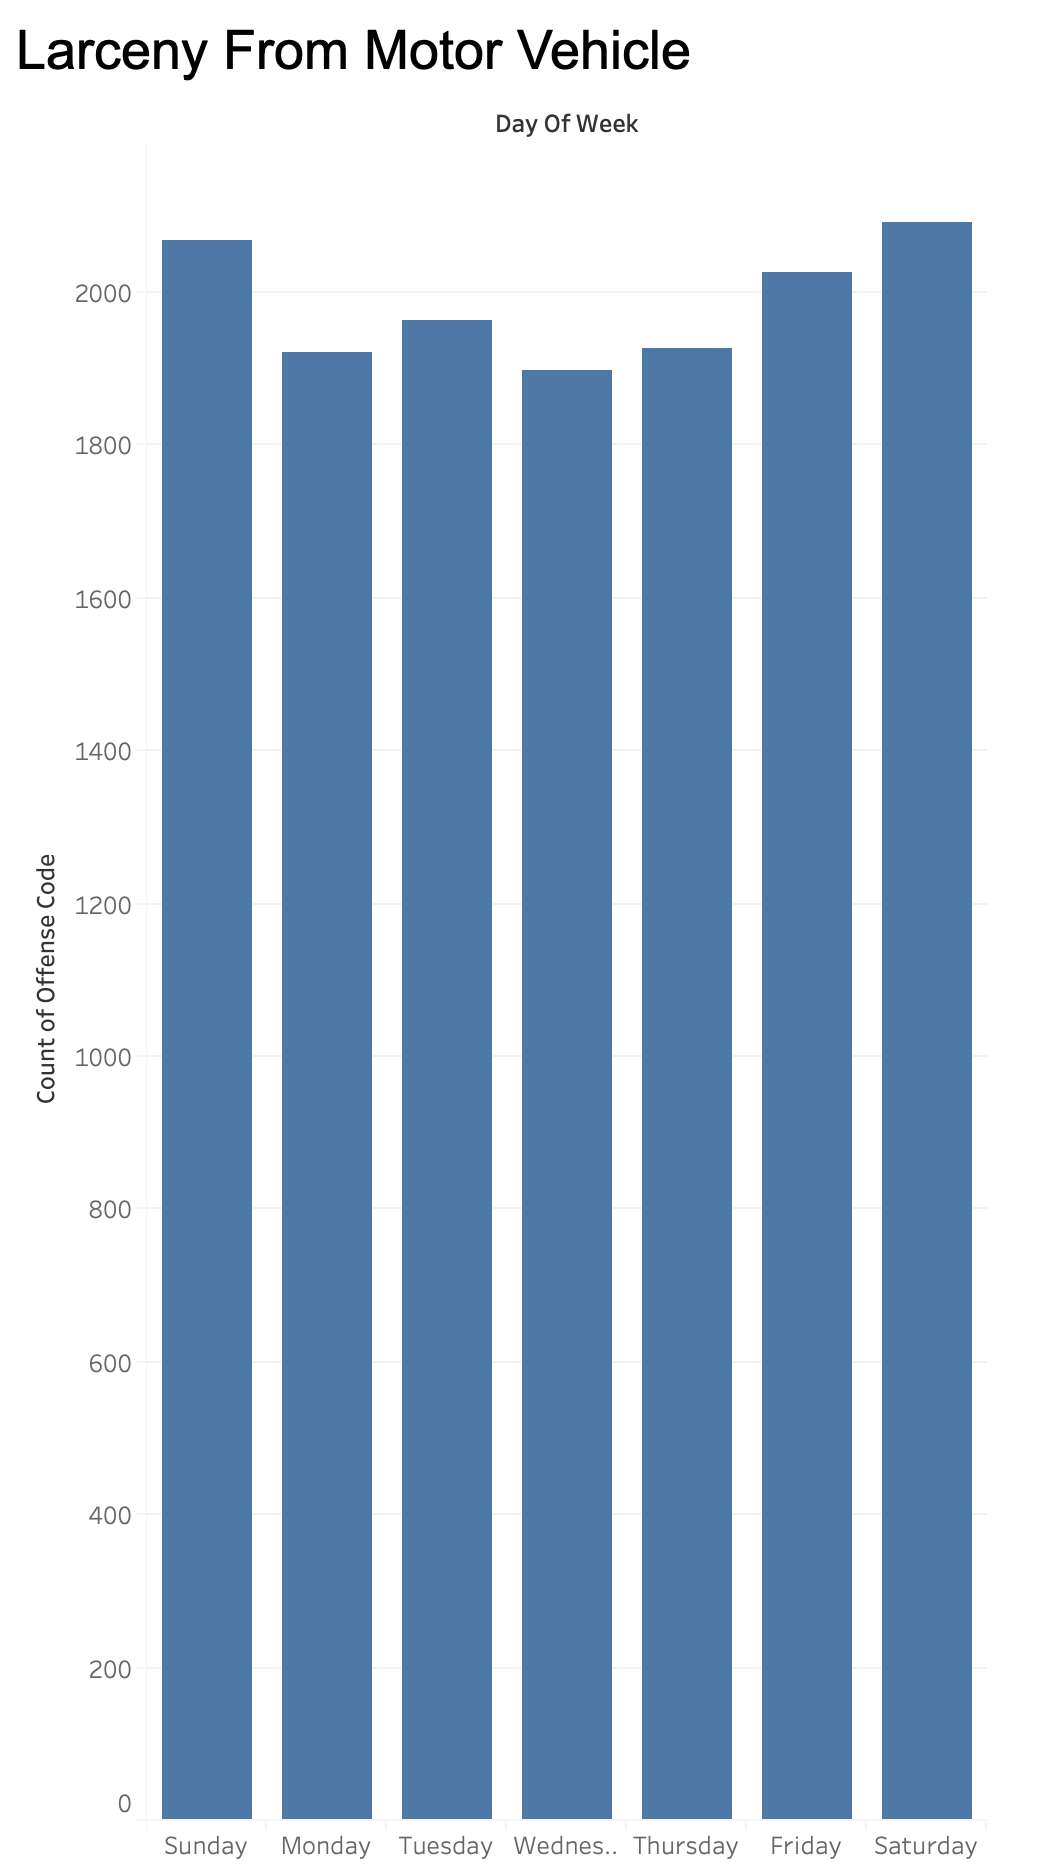 Larceny From Motor Vehicle
Day Of Week
Count of Offense Code
2000
1800
1600
1400
1200
1000
800
600
400
200
0
Sunday Monday Tuesday Wednes.. Thursday Friday Saturday